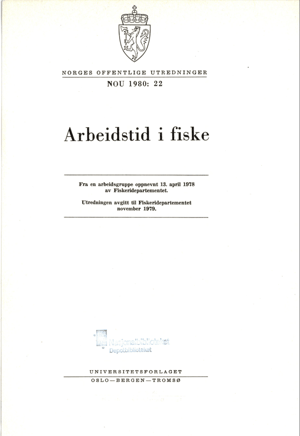 NORGES OFFENTLIGE UTREDNINGER
NOU 1980: 22
Arbeidstid i fiske
Fra en arbeidsgruppe oppnevnt 13. april 1978
av Fiskeridepartementet.
Utredningen avgitt til Fiskeridepartementet
november 1979.
UNIVERSITETSFORLAGET
OSLO—BERGEN—TROMSØ